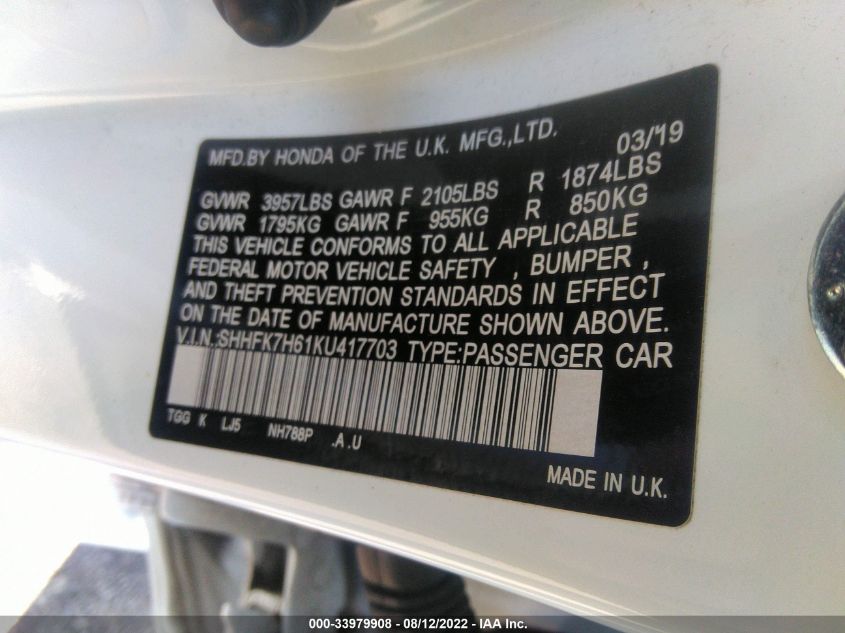 MFD.BY HONDA OF THE U.K. MFG.,LTD. 03/'19
GVWR 3957LBS GAWR F 2105LBS R 1874LBS
GVWR 1795KG GAWR F 955KG R 850KG
THIS VEHICLE CONFORMS TO ALL APPLICABLE
FEDERAL MOTOR VEHICLE SAFETY , BUMPER ,
AND THEFT PREVENTION STANDARDS IN EFFECT
ON THE DATE OF MANUFACTURE SHOWN ABOVE.
V.I.N.:SHHFK7H61KU417703 TYPE:PASSENGER CAR
TGG K LJ5 NH788P .A .U
MADE IN U.K.
000-33979908 - 08/12/2022 - IAA Inc.